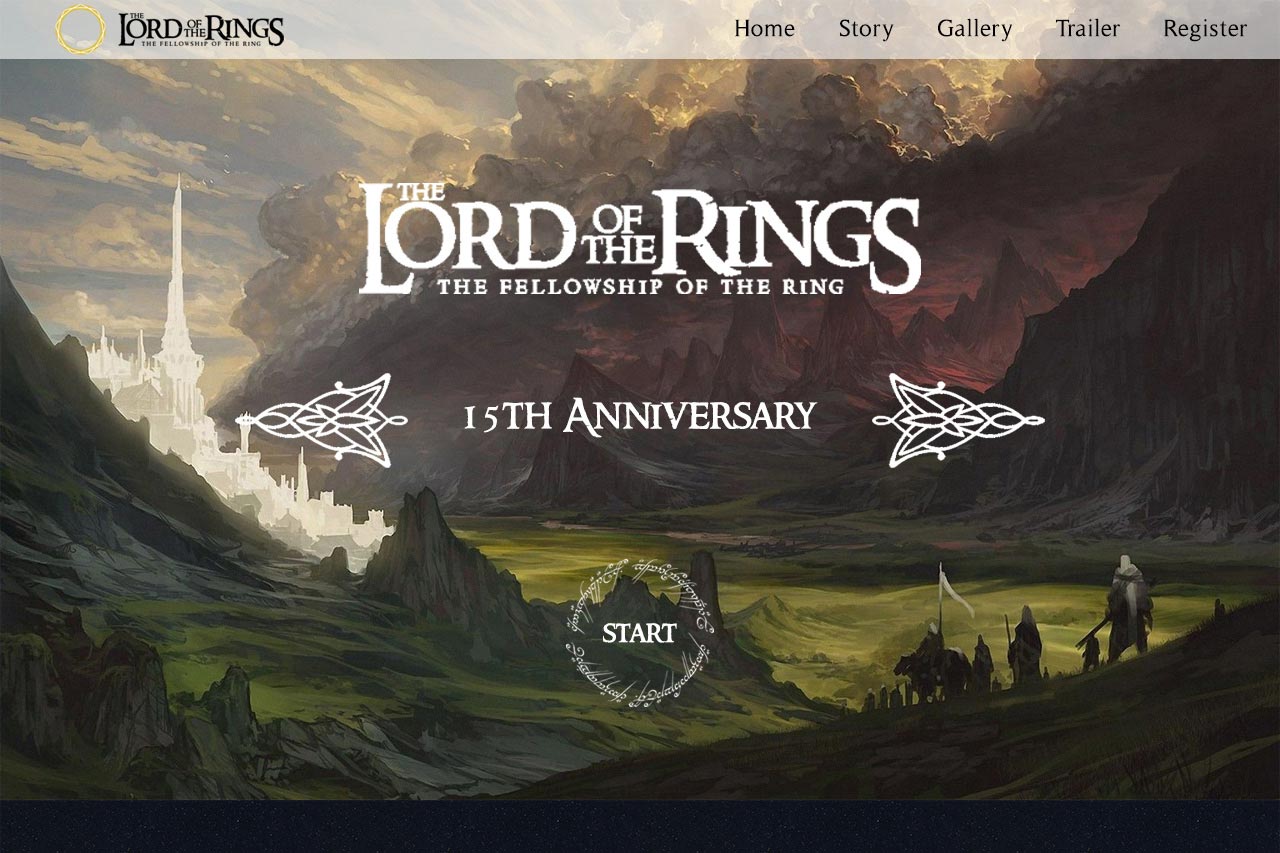 THE LORD OF THE RINGS
THE FELLOWSHIP OF THE RING
Home Story Gallery Trailer Register
THE LORD OF THE RINGS
THE FELLOWSHIP OF THE RING
15TH ANNIVERSARY
START